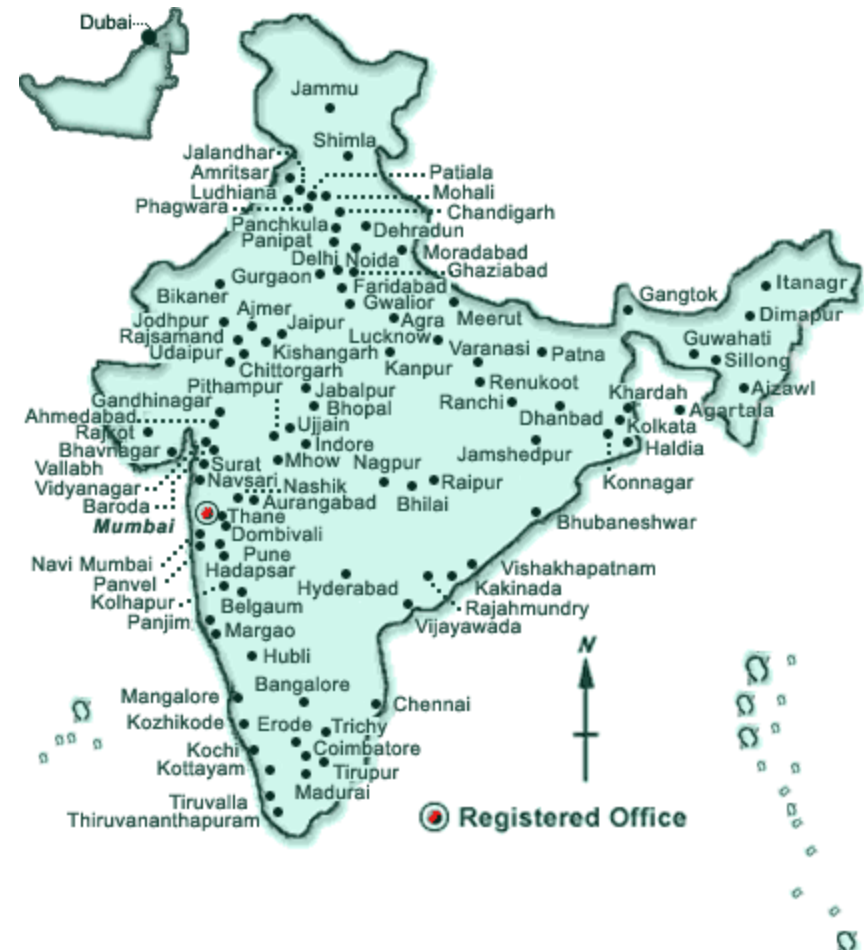 Dubai
Jammu
Shimla
Jalandhar
Amritsar
Patiala
Ludhiana
Mohali
Phagwara
Chandigarh
Panchkula
Dehradun
Panipat
Moradabad
Delhi Noida
Ghaziabad
Gurgaon
Faridabad
Itanagr
Bikaner
Gwalior
Gangtok
Ajmer
Dimapur
Jodhpur
Jaipur
Agra
Meerut
Rajsamand
Lucknow
Guwahati
Udaipur
Kishangarh
Varanasi
Patna
Sillong
Chittorgarh
Kanpur
Pithampur
Jabalpur
Renukoot
Khardah
Aizawl
Gandhinagar
Bhopal
Ranchi
Agartala
Ahmedabad
Dhanbad
Kolkata
Rajkot
Ujjain
Indore
Haldia
Bhavnagar
Jamshedpur
Surat
Mhow
Nagpur
Vallabh
Vidyanagar
Navsari
Nashik
Raipur
Konnagar
Baroda
Aurangabad
Bhilai
Mumbai
Thane
Bhubaneshwar
Dombivali
Pune
Navi Mumbai
Hadapsar
Vishakhapatnam
Panvel
Hyderabad
Kakinada
Kolhapur
Belgaum
Rajahmundry
Panjim
Margao
Vijayawada
N
Hubli
Bangalore
Mangalore
Chennai
Kozhikode
Erode
Trichy
Kochi
Coimbatore
Kottayam
Tirupur
Madurai
Tiruvalla
Thiruvananthapuram
Registered Office